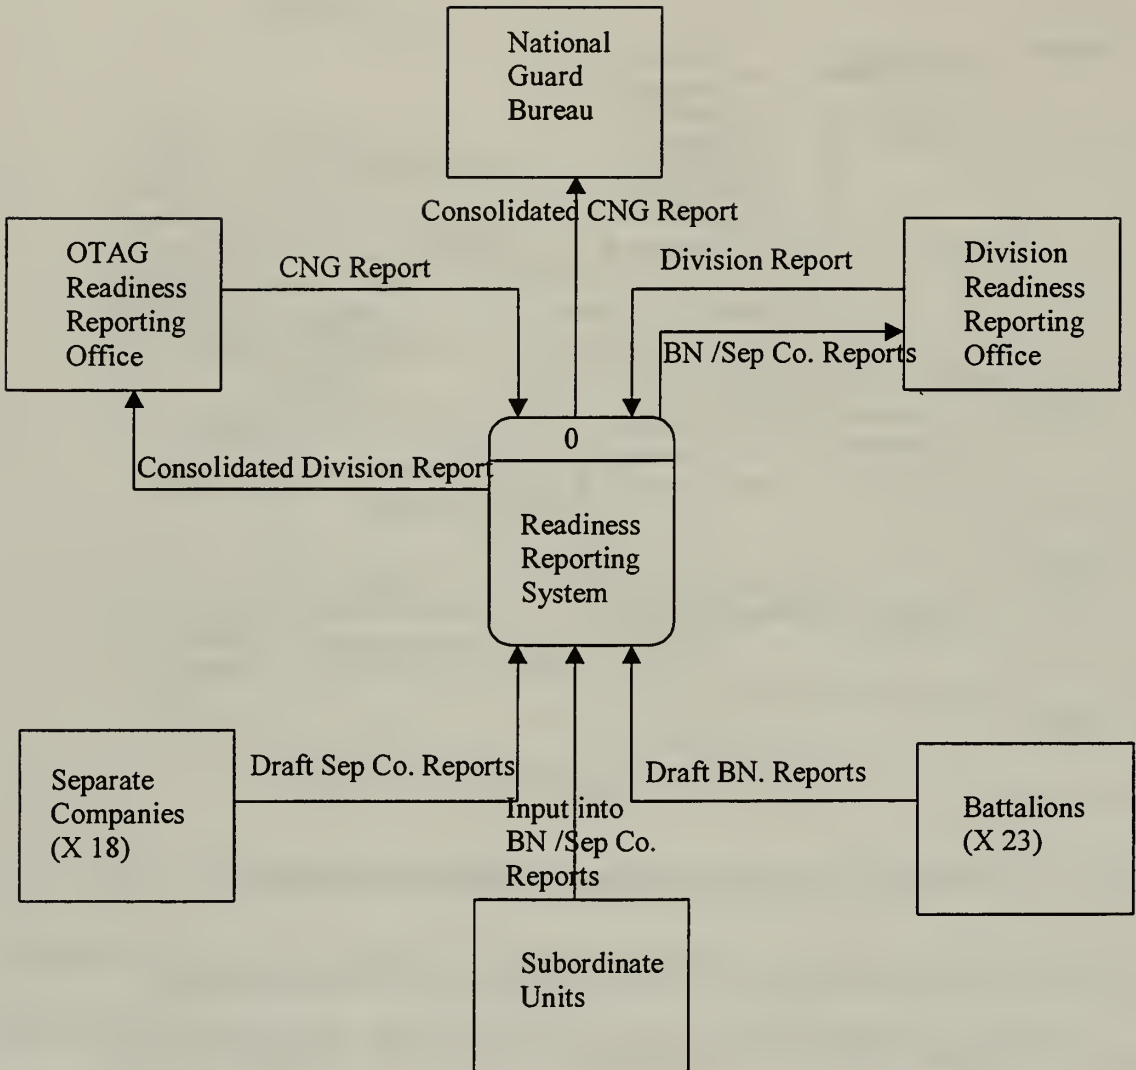 National
Guard
Bureau
Consolidated CNG Report
OTAG
Readiness
Reporting
Office
CNG Report
Division Report
Division
Readiness
Reporting
Office
BN /Sep Co. Reports
0
Consolidated Division Report
Readiness
Reporting
System
Separate
Companies
(X 18)
Draft Sep Co. Reports
Input into
BN /Sep Co.
Reports
Draft BN. Reports
Battalions
(X 23)
Subordinate
Units